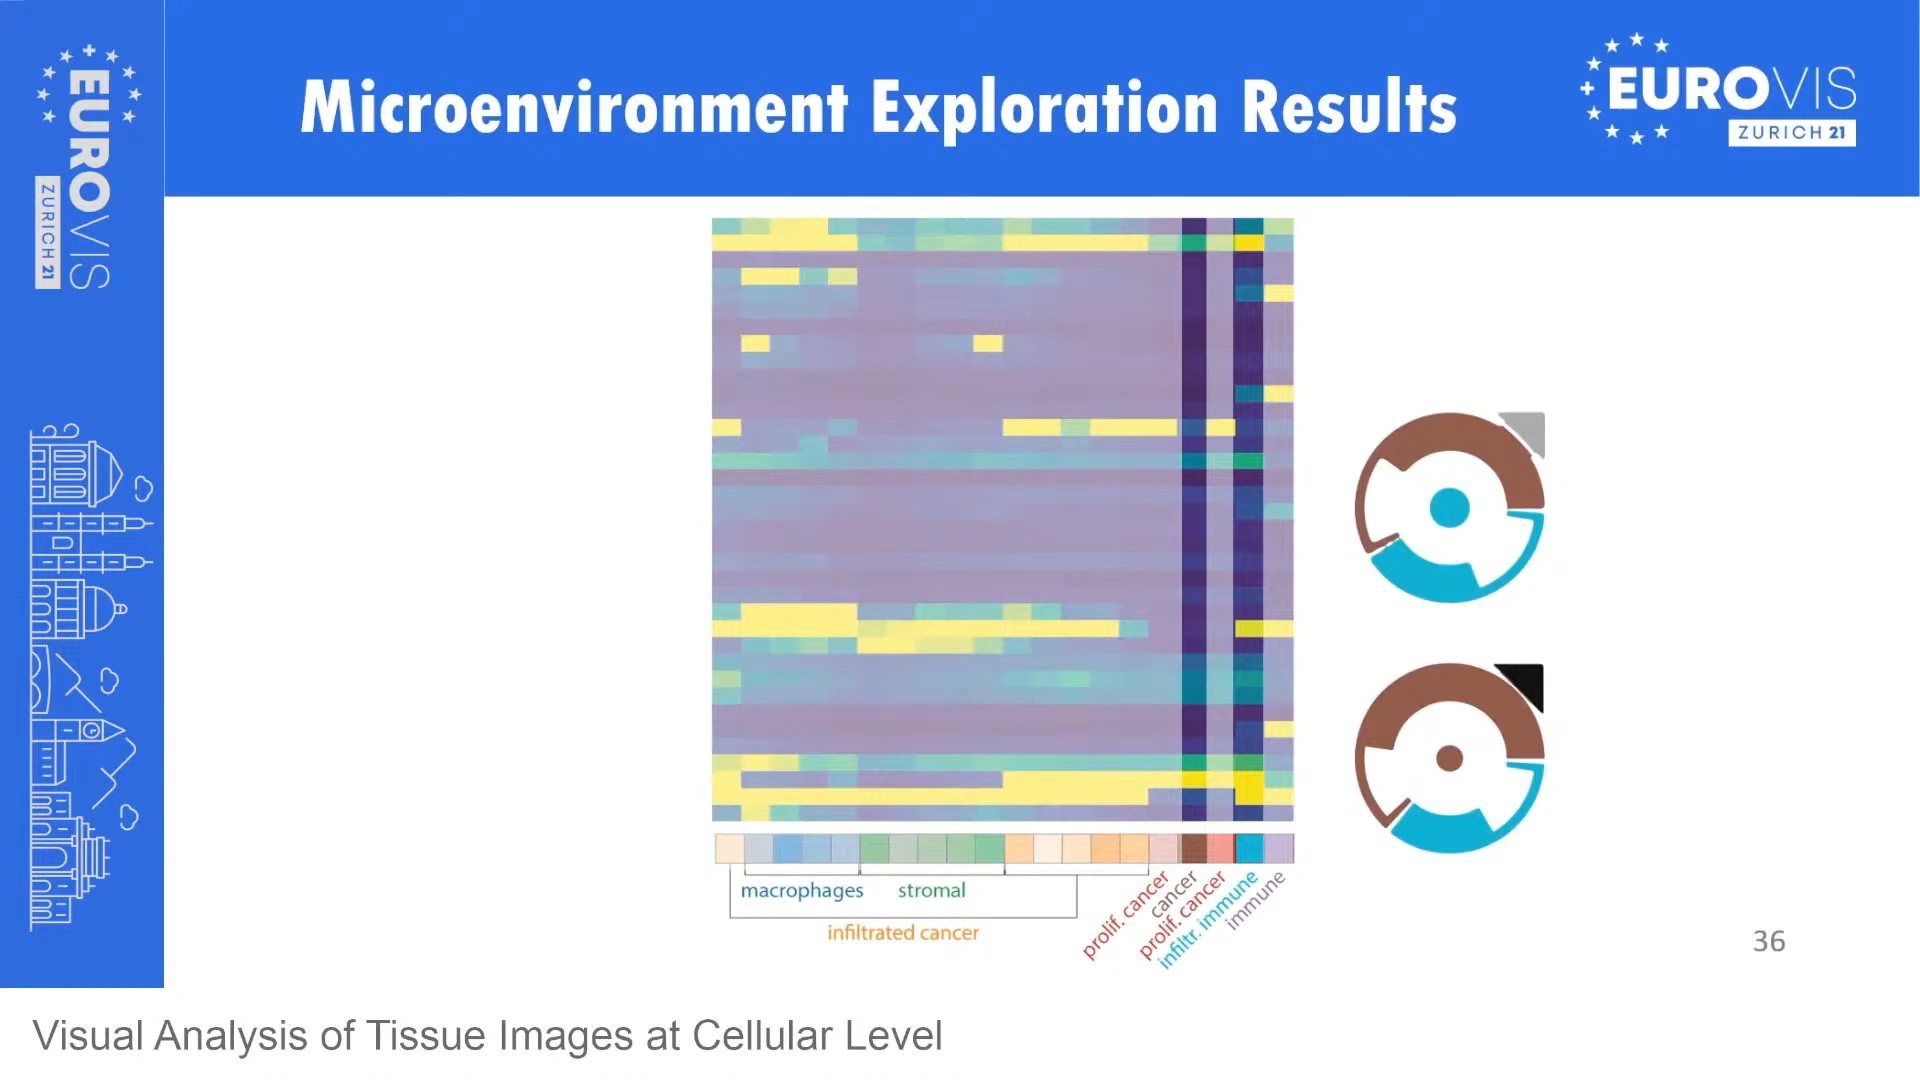 Microenvironment Exploration Results
EUROVIS
ZURICH 21
EUROVIS
ZURICH 21
macrophages
stromal
infiltrated cancer
prolif. cancer
cancer
prolif. cancer
infiltr. immune
immune
36
Visual Analysis of Tissue Images at Cellular Level